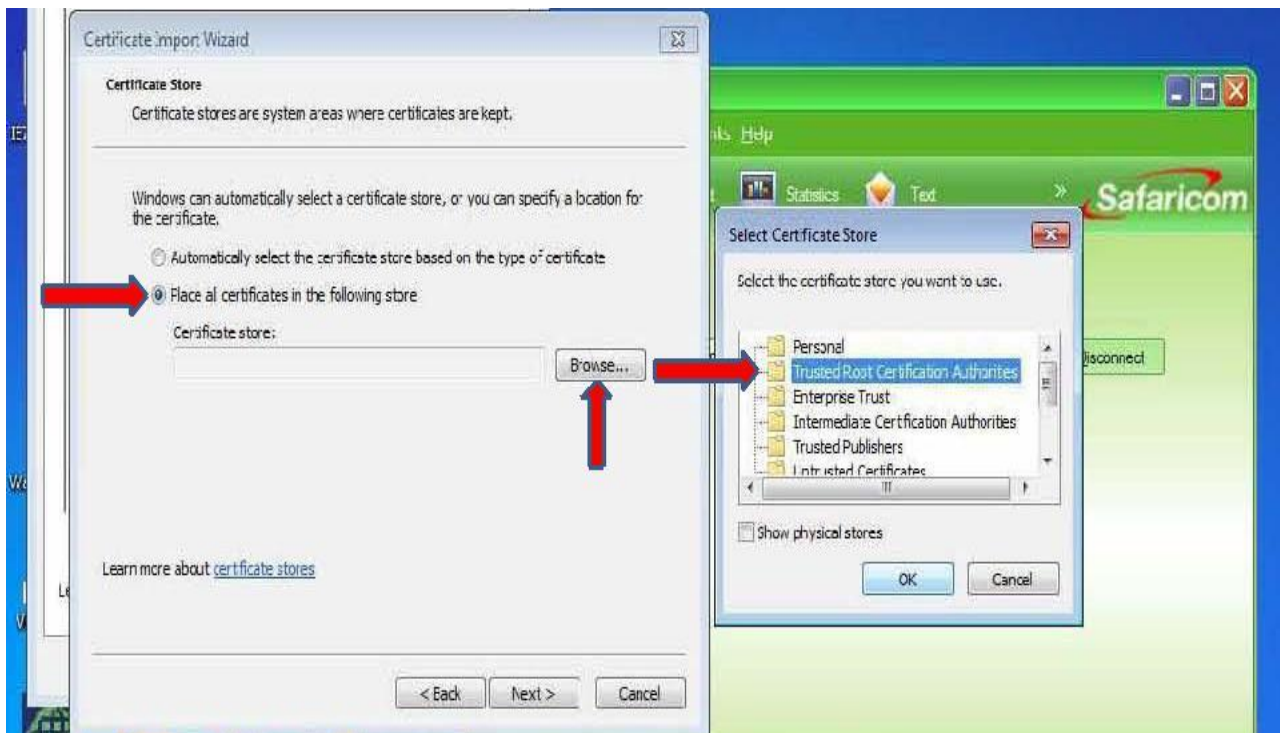 Certificate Import Wizard
Certificate Store
Certificate stores are system areas where certificates are kept.
Windows can automatically select a certificate store, or you can specify a location for
the certificate.
Automatically select the certificate store based on the type of certificate
Place all certificates in the following store
Certificate store:
Browse...
Learn more about certificate stores
< Back
Next >
Cancel
Help
Statistics
Text
»
Safaricom
Select Certificate Store
Select the certificate store you want to use.
Personal
Trusted Root Certification Authorities
Enterprise Trust
Intermediate Certification Authorities
Trusted Publishers
Untrusted Certificates
Show physical stores
OK
Cancel